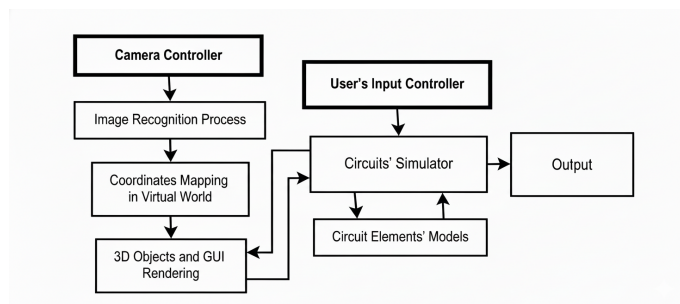 Camera Controller
Image Recognition Process
Coordinates Mapping
in Virtual World
3D Objects and GUI
Rendering
User's Input Controller
Circuits' Simulator
Circuit Elements' Models
Output